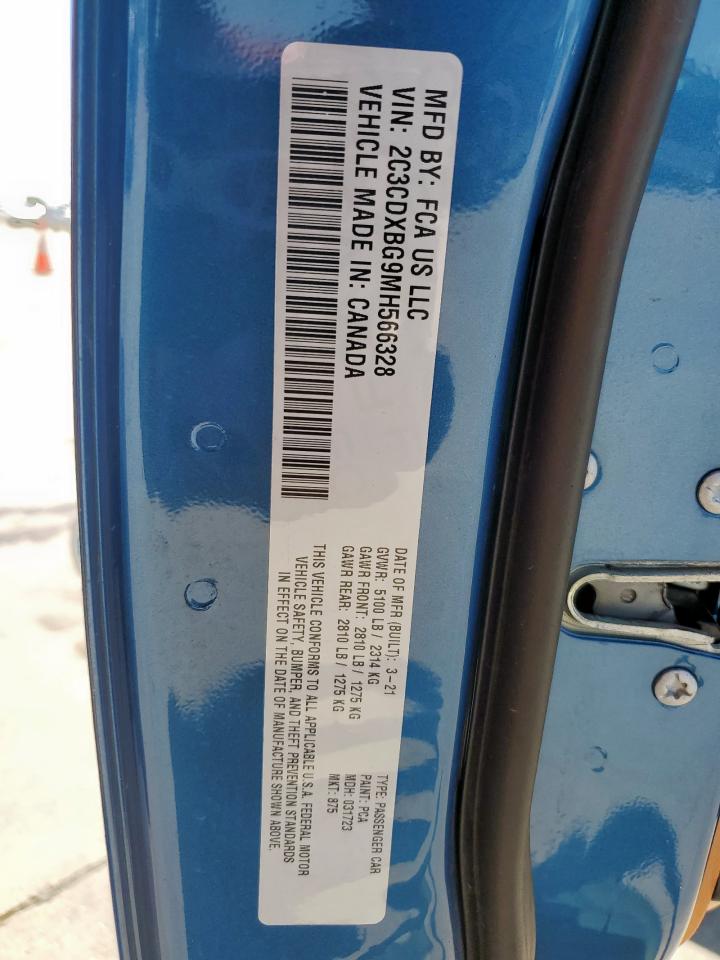 MFD BY: FCA US LLC
VIN: 2C3CDXBG9MH566328
VEHICLE MADE IN: CANADA
DATE OF MFR (BUILT): 3-21
GVWR: 5100 LB / 2314 KG
GAWR FRONT: 2810 LB / 1275 KG
GAWR REAR: 2810 LB / 1275 KG
THIS VEHICLE CONFORMS TO ALL APPLICABLE U.S.A. FEDERAL MOTOR
VEHICLE SAFETY, BUMPER, AND THEFT PREVENTION STANDARDS
IN EFFECT ON THE DATE OF MANUFACTURE SHOWN ABOVE.
TYPE: PASSENGER CAR
PAINT: PCA
MDH: 031723
MKT: 875